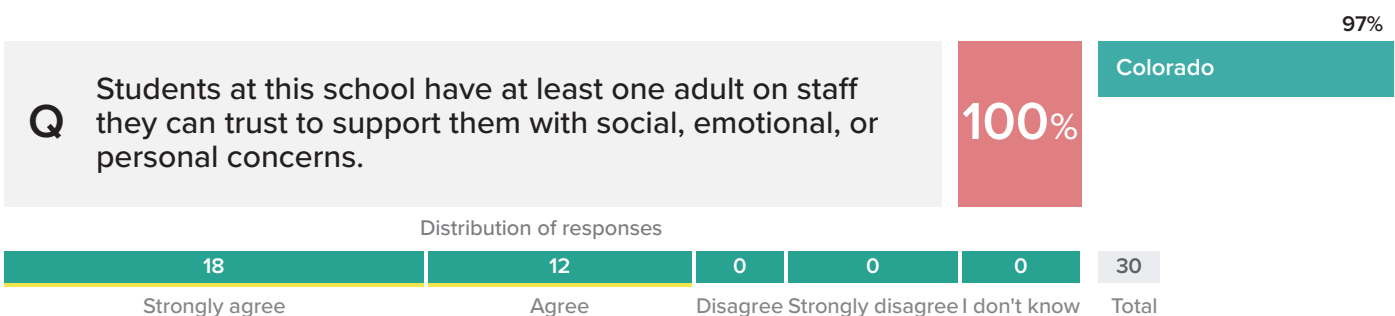 97%
Colorado
Q
Students at this school have at least one adult on staff
they can trust to support them with social, emotional, or
personal concerns.
100%
Distribution of responses
18 12 0 0 0 30
Strongly agree Agree Disagree Strongly disagree I don't know Total